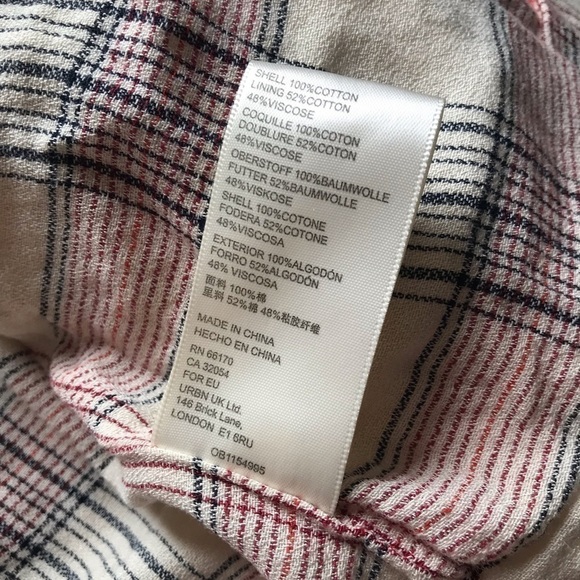 SHELL 100%COTTON
LINING 52%COTTON
48%VISCOSE
COQUILLE 100%COTON
DOUBLURE 52%COTON
48%VISCOSE
OBERSTOFF 100%BAUMWOLLE
FUTTER 52%BAUMWOLLE
48%VISKOSE
SHELL 100%COTONE
FODERA 52%COTONE
48%VISCOSA
EXTERIOR 100%ALGODÓN
FORRO 52%ALGODÓN
48% VISCOSA
面料 100%棉
里料 52%棉 48%粘胶纤维
MADE IN CHINA
HECHO EN CHINA
RN 66170
CA 32054
FOR EU
URBN UK Ltd.
146 Brick Lane,
LONDON E1 6RU
OB1154995